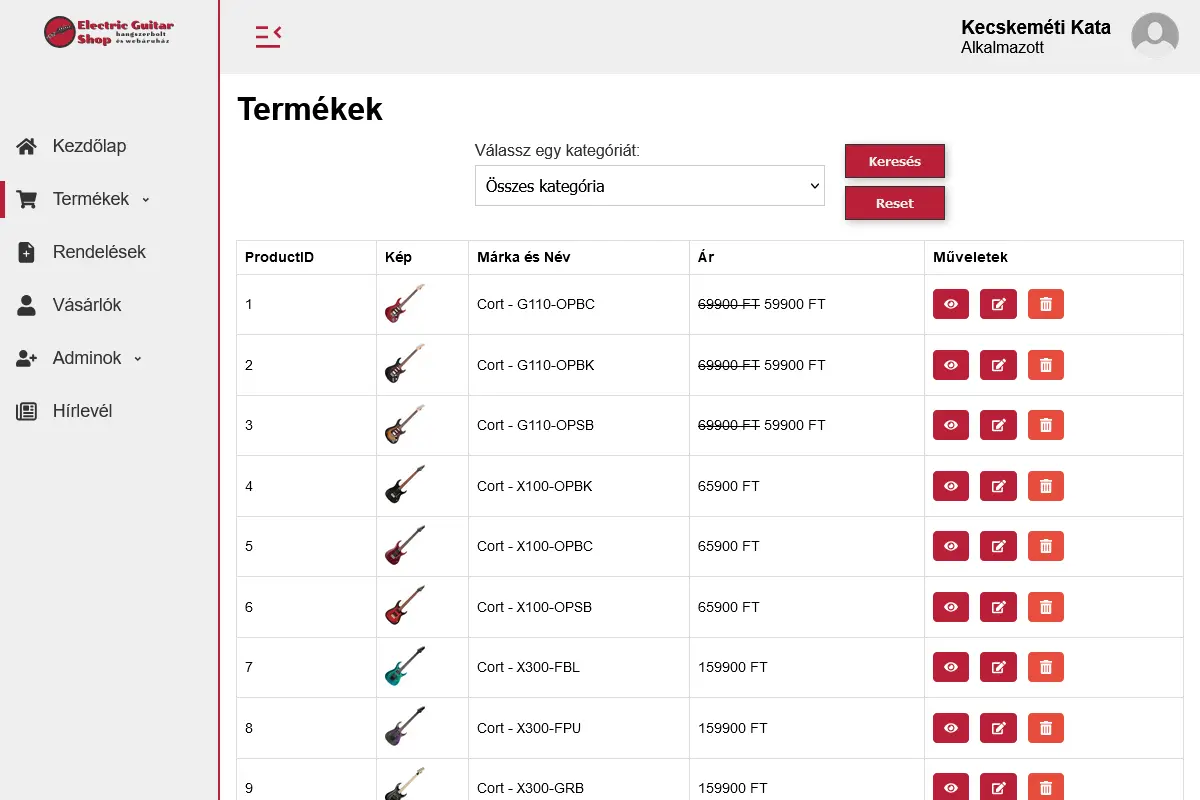 Electric Guitar
Shop hangszerbolt
és webáruház
Kecskeméti Kata
Alkalmazott
Kezdőlap
Termékek
Rendelések
Vásárlók
Adminok
Hírlevél
Termékek
Válassz egy kategóriát:
Összes kategória
Keresés
Reset
ProductID Kép Márka és Név Ár Műveletek
1 Cort - G110-OPBC 69900 FT 59900 FT
2 Cort - G110-OPBK 69900 FT 59900 FT
3 Cort - G110-OPSB 69900 FT 59900 FT
4 Cort - X100-OPBK 65900 FT
5 Cort - X100-OPBC 65900 FT
6 Cort - X100-OPSB 65900 FT
7 Cort - X300-FBL 159900 FT
8 Cort - X300-FPU 159900 FT
9 Cort - X300-GRB 159900 FT